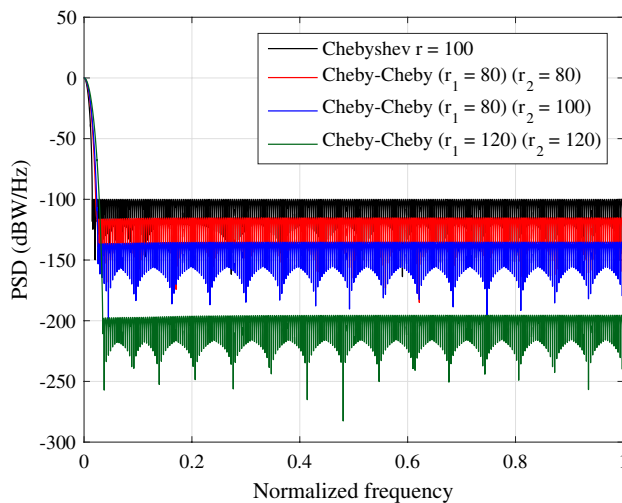 50
0
-50
-100
-150
-200
-250
-300
PSD (dBW/Hz)
Chebyshev r = 100
Cheby-Cheby (r1 = 80) (r2 = 80)
Cheby-Cheby (r1 = 80) (r2 = 100)
Cheby-Cheby (r1 = 120) (r2 = 120)
0 0.2 0.4 0.6 0.8 1
Normalized frequency